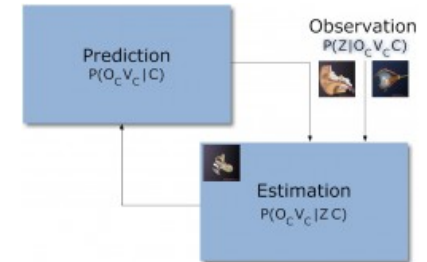 Prediction
P(O_C V_C | C)
Observation
P(Z|O_C V_C C)
Estimation
P(O_C V_C | Z C)